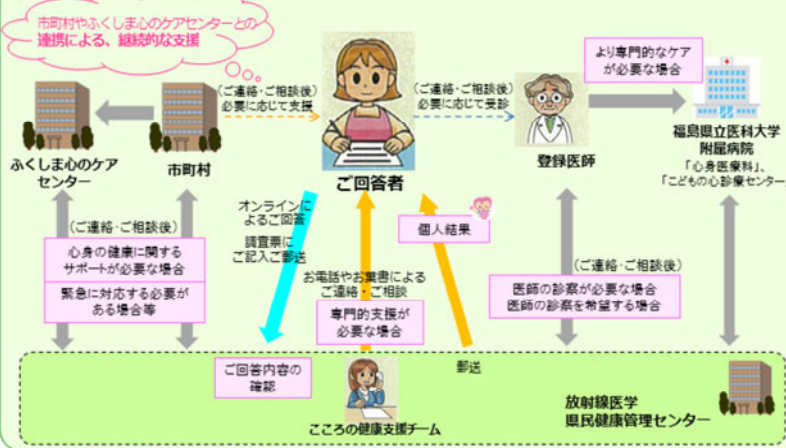 市町村やふくしま心のケアセンターとの
連携による、継続的な支援
ふくしま心のケア
センター
市町村
(ご連絡・ご相談後)
必要に応じて支援
ご回答者
(ご連絡・ご相談後)
必要に応じて受診
登録医師
より専門的なケア
が必要な場合
福島県立医科大学
附属病院
「心身医療科」、
「こどもの心診療センター」
(ご連絡・ご相談後)
心身の健康に関する
サポートが必要な場合
緊急に対応する必要が
ある場合等
オンラインに
よるご回答
調査票に
ご記入ご郵送
お電話やお葉書による
ご連絡・ご相談
専門的支援が
必要な場合
個人結果
(ご連絡・ご相談後)
医師の診察が必要な場合
医師の診察を希望する場合
ご回答内容の
確認
こころの健康支援チーム
郵送
放射線医学
県民健康管理センター